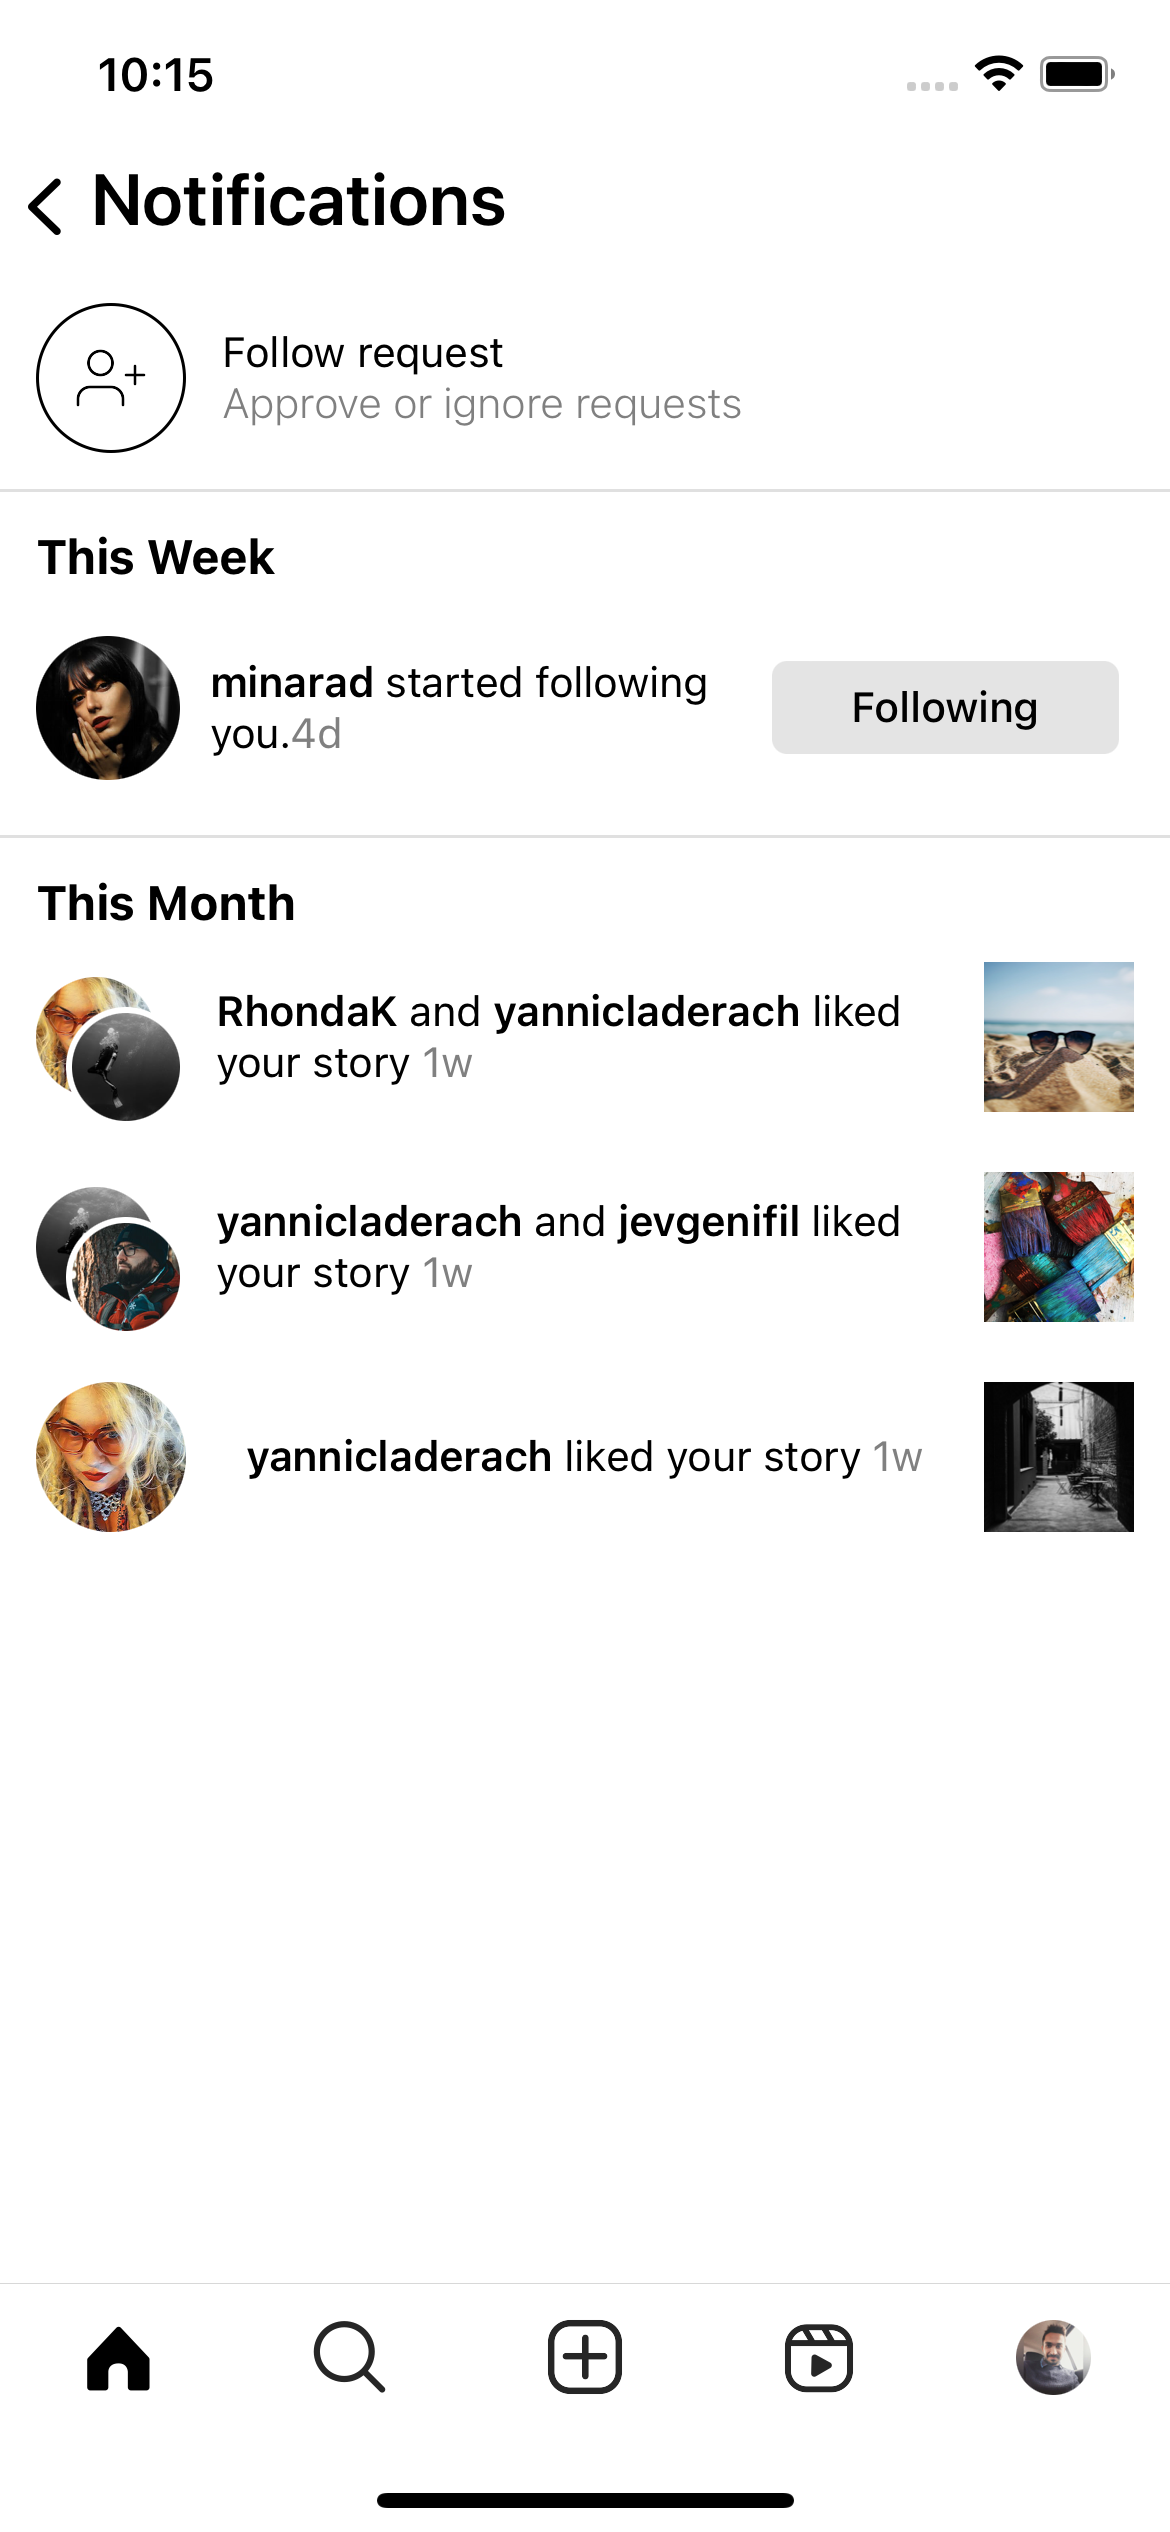 10:15
Notifications
Follow request
Approve or ignore requests
This Week
minarad started following
you.4d
Following
This Month
RhondaK and yannicladerach liked
your story 1w
yannicladerach and jevgenifil liked
your story 1w
yannicladerach liked your story 1w